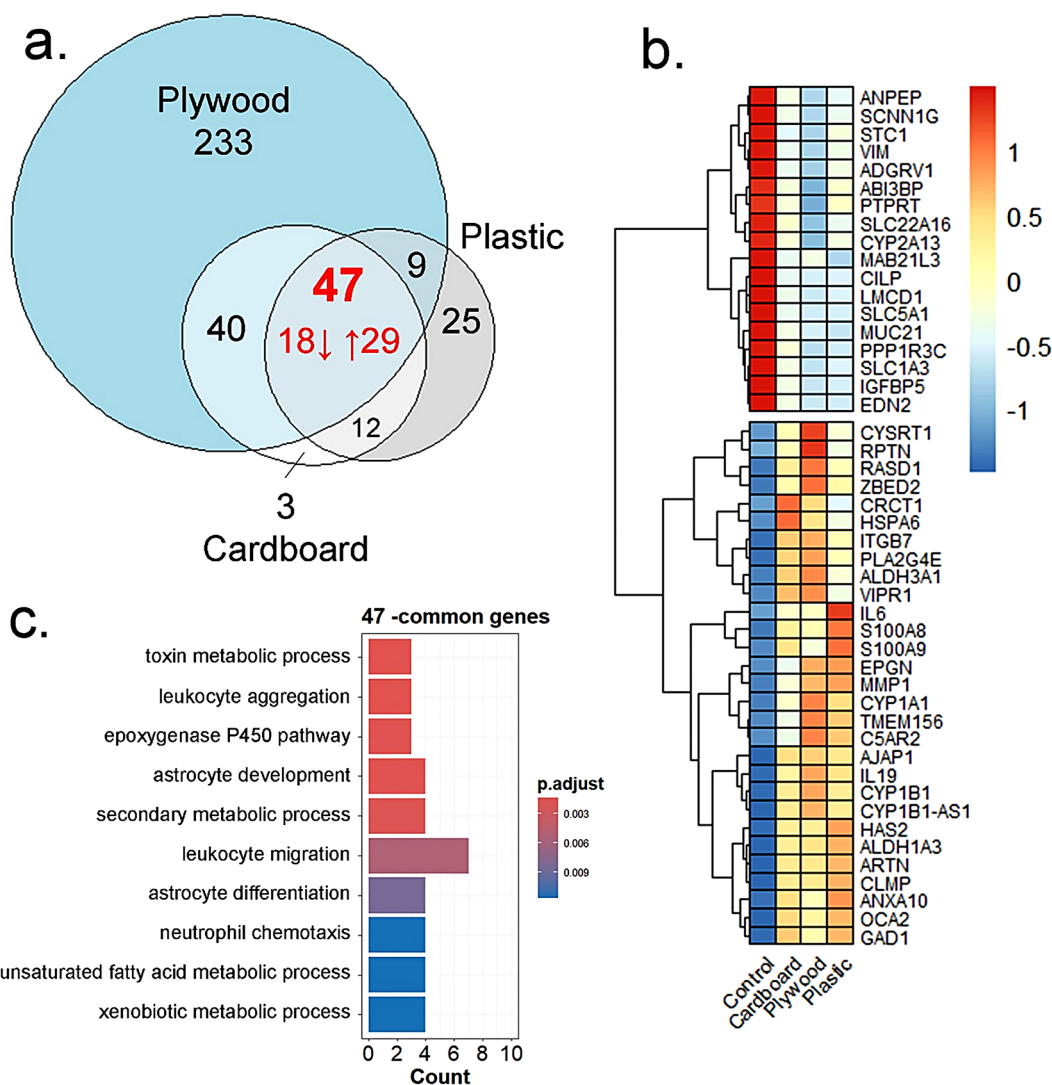 a.
Plywood
233
Plastic
47
9
40
18↓ ↑29
25
12
3
Cardboard
b.
ANPEP
SCNN1G
STC1
VIM
ADGRV1
ABI3BP
PTPRT
SLC22A16
CYP2A13
MAB21L3
CILP
LMCD1
SLC5A1
MUC21
PPP1R3C
SLC1A3
IGFBP5
EDN2
CYSRT1
RPTN
RASD1
ZBED2
CRCT1
HSPA6
ITGB7
PLA2G4E
ALDH3A1
VIPR1
IL6
S100A8
S100A9
EPGN
MMP1
CYP1A1
TMEM156
C5AR2
AJAP1
IL19
CYP1B1
CYP1B1-AS1
HAS2
ALDH1A3
ARTN
CLMP
ANXA10
OCA2
GAD1
Control
Cardboard
Plywood
Plastic
1
0.5
0
-0.5
-1
c.
47 -common genes
toxin metabolic process
leukocyte aggregation
epoxygenase P450 pathway
astrocyte development
secondary metabolic process
leukocyte migration
astrocyte differentiation
neutrophil chemotaxis
unsaturated fatty acid metabolic process
xenobiotic metabolic process
0 2 4 6 8 10
Count
p.adjust
0.003
0.006
0.009